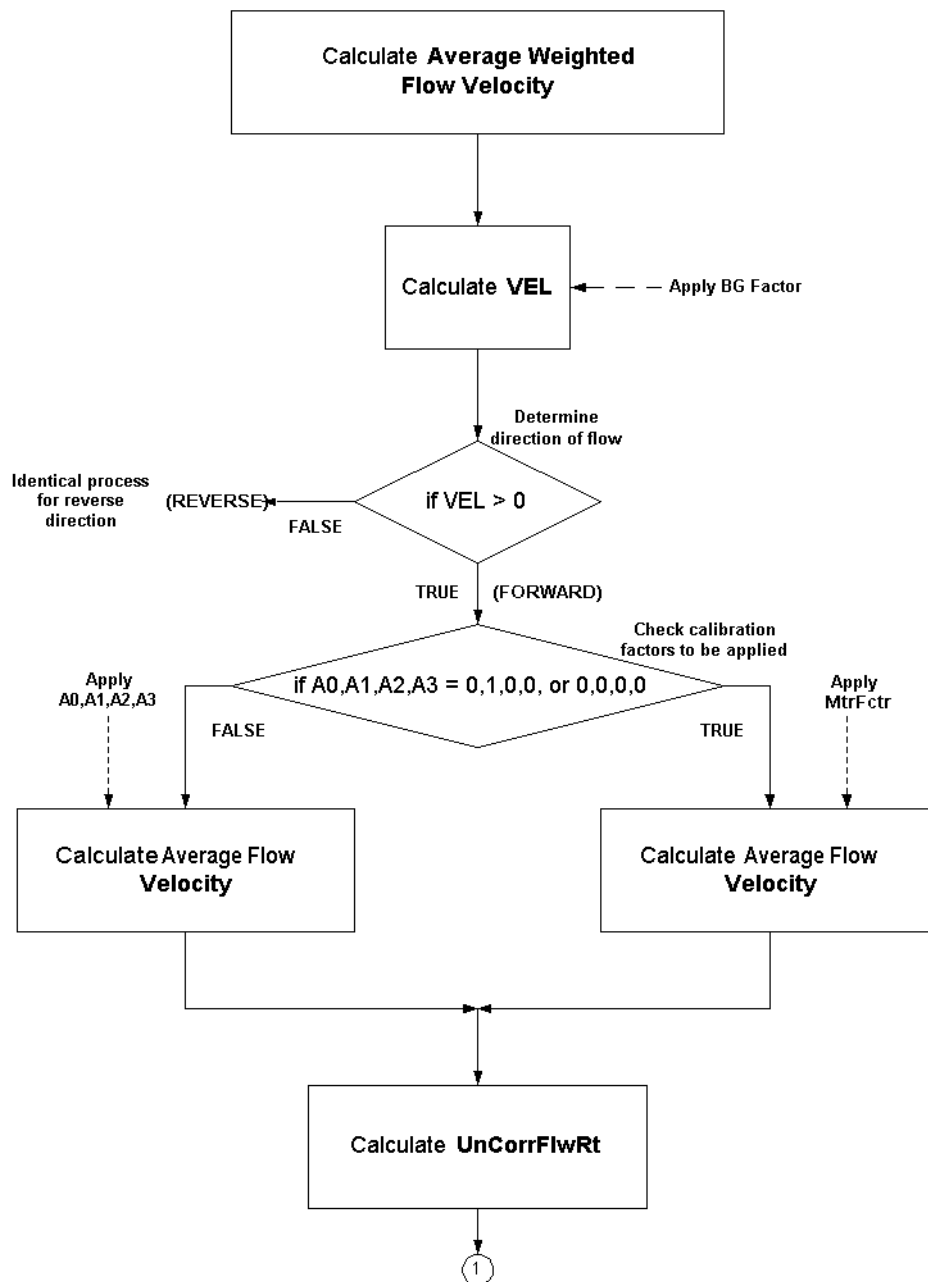 Calculate Average Weighted
Flow Velocity
Calculate VEL
Apply BG Factor
Determine
direction of flow
Identical process
for reverse
direction
(REVERSE)
if VEL > 0
FALSE
TRUE
(FORWARD)
Check calibration
factors to be applied
Apply
A0,A1,A2,A3
if A0,A1,A2,A3 = 0,1,0,0, or 0,0,0,0
Apply
MtrFctr
FALSE
TRUE
Calculate Average Flow
Velocity
Calculate Average Flow
Velocity
Calculate UnCorrFlwRt
1